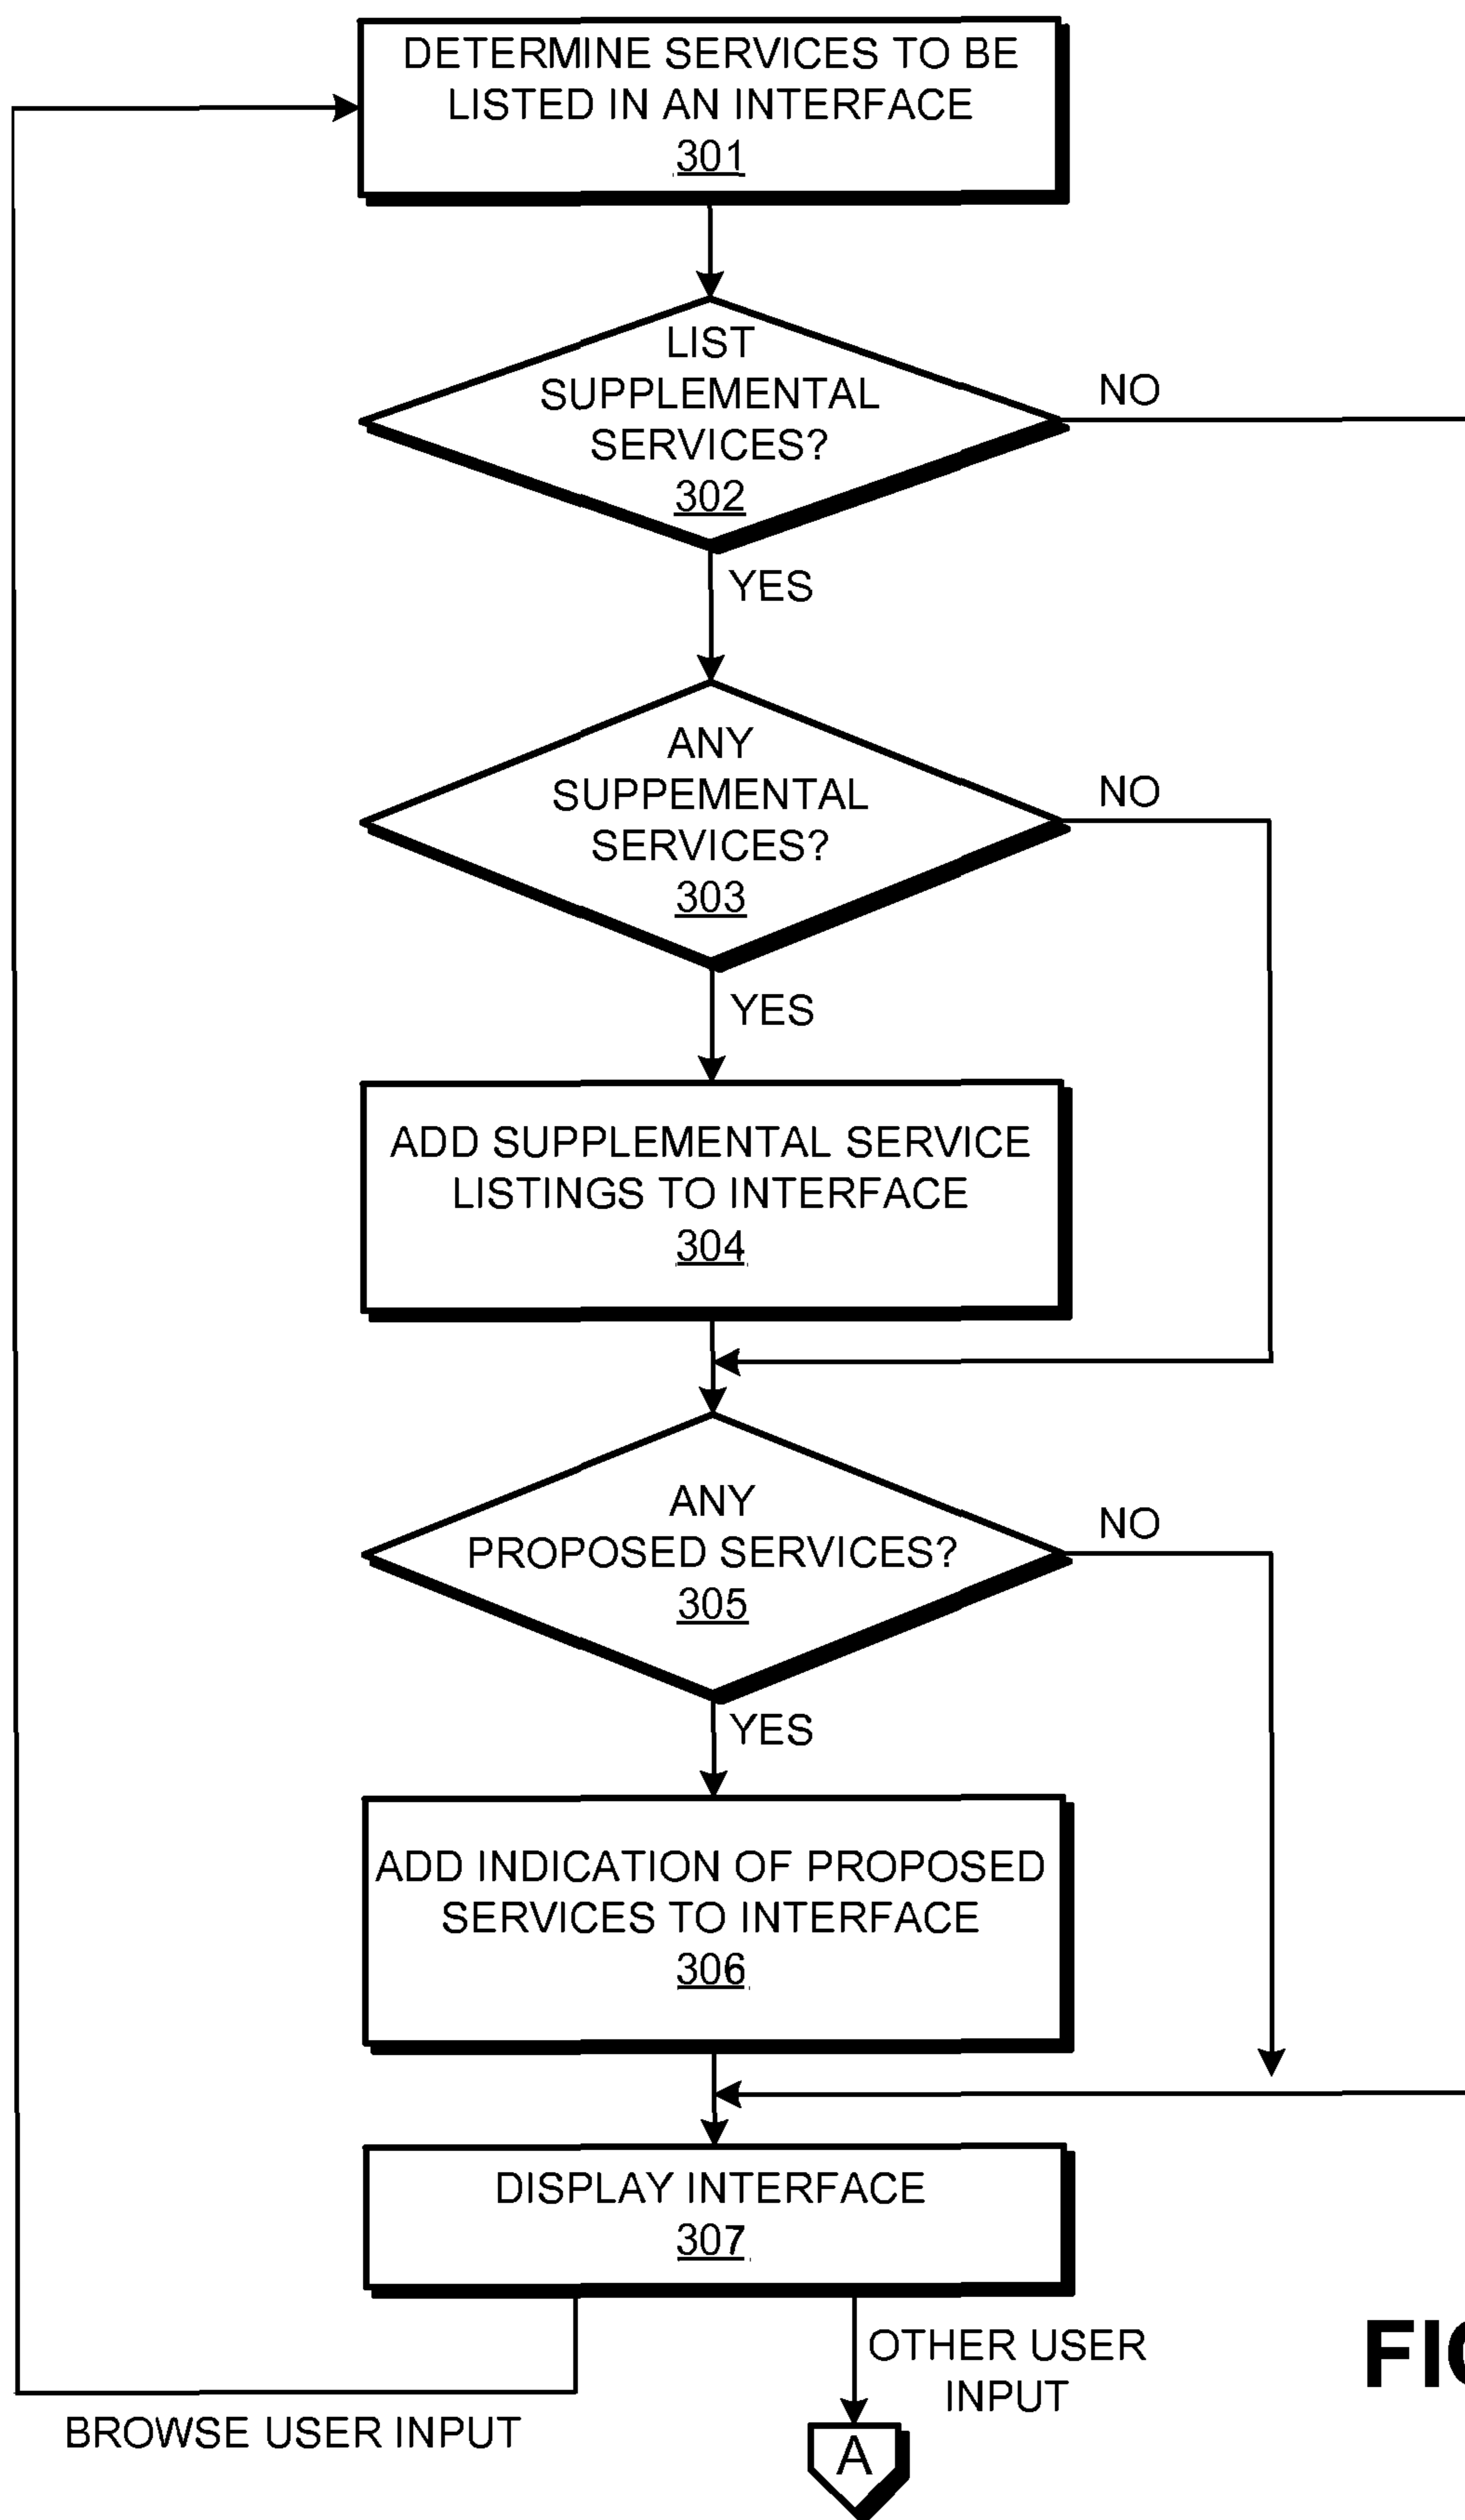 DETERMINE SERVICES TO BE
LISTED IN AN INTERFACE
301
LIST
SUPPLEMENTAL
SERVICES?
302
NO
YES
ANY
SUPPEMENTAL
SERVICES?
303
NO
YES
ADD SUPPLEMENTAL SERVICE
LISTINGS TO INTERFACE
304
ANY
PROPOSED SERVICES?
305
NO
YES
ADD INDICATION OF PROPOSED
SERVICES TO INTERFACE
306
DISPLAY INTERFACE
307
OTHER USER
INPUT
BROWSE USER INPUT
A